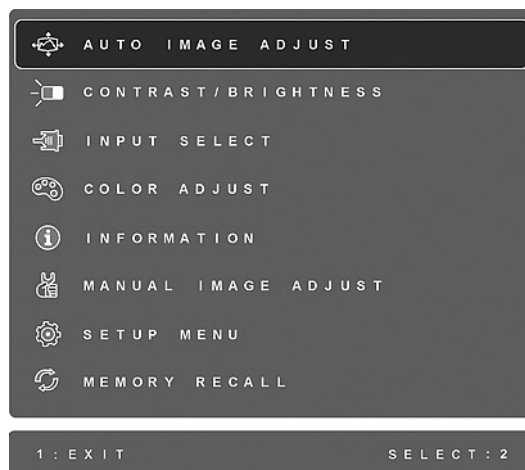 AUTO IMAGE ADJUST
CONTRAST/BRIGHTNESS
INPUT SELECT
COLOR ADJUST
INFORMATION
MANUAL IMAGE ADJUST
SETUP MENU
MEMORY RECALL
1:EXIT SELECT:2